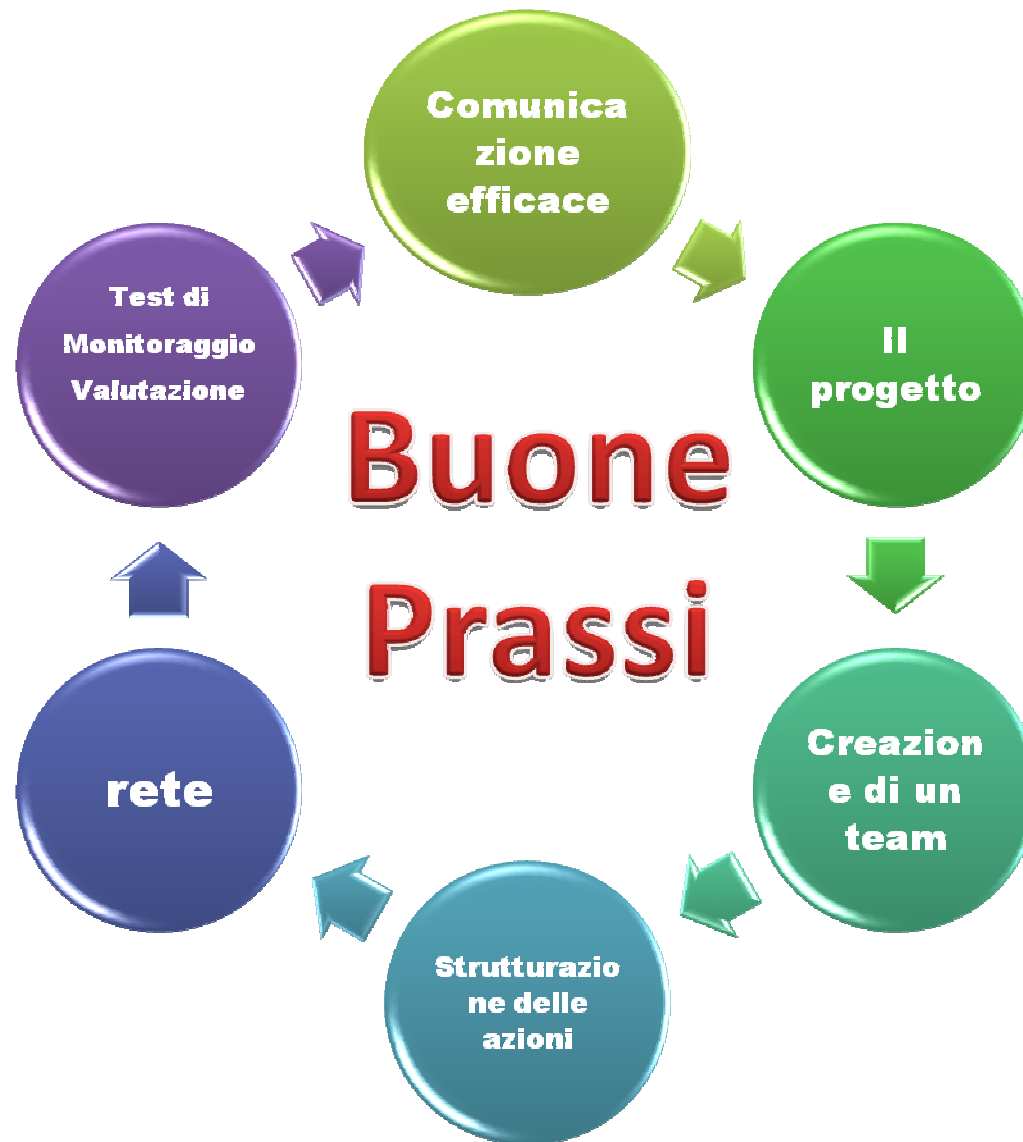 Comunica
zione
efficace
Il
progetto
Creazion
e di un
team
Strutturazio
ne delle
azioni
rete
Test di
Monitoraggio
Valutazione
Buone
Prassi